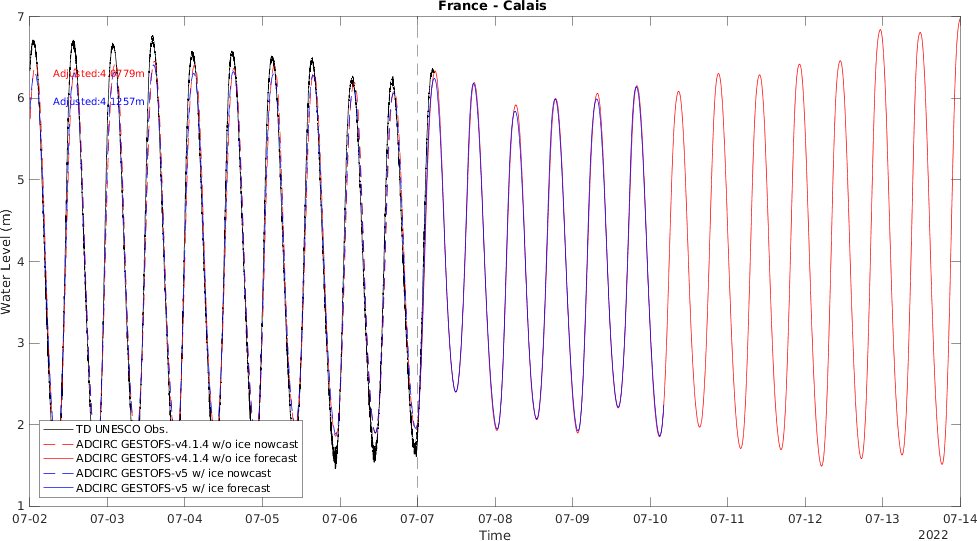 France - Calais
7
6
5
4
3
2
1
Water Level (m)
Adjusted:4.0779m
Adjusted:4.1257m
TD UNESCO Obs.
ADCIRC GESTOFS-v4.1.4 w/o ice nowcast
ADCIRC GESTOFS-v4.1.4 w/o ice forecast
ADCIRC GESTOFS-v5 w/ ice nowcast
ADCIRC GESTOFS-v5 w/ ice forecast
07-02 07-03 07-04 07-05 07-06 07-07 07-08 07-09 07-10 07-11 07-12 07-13 07-14
Time
2022